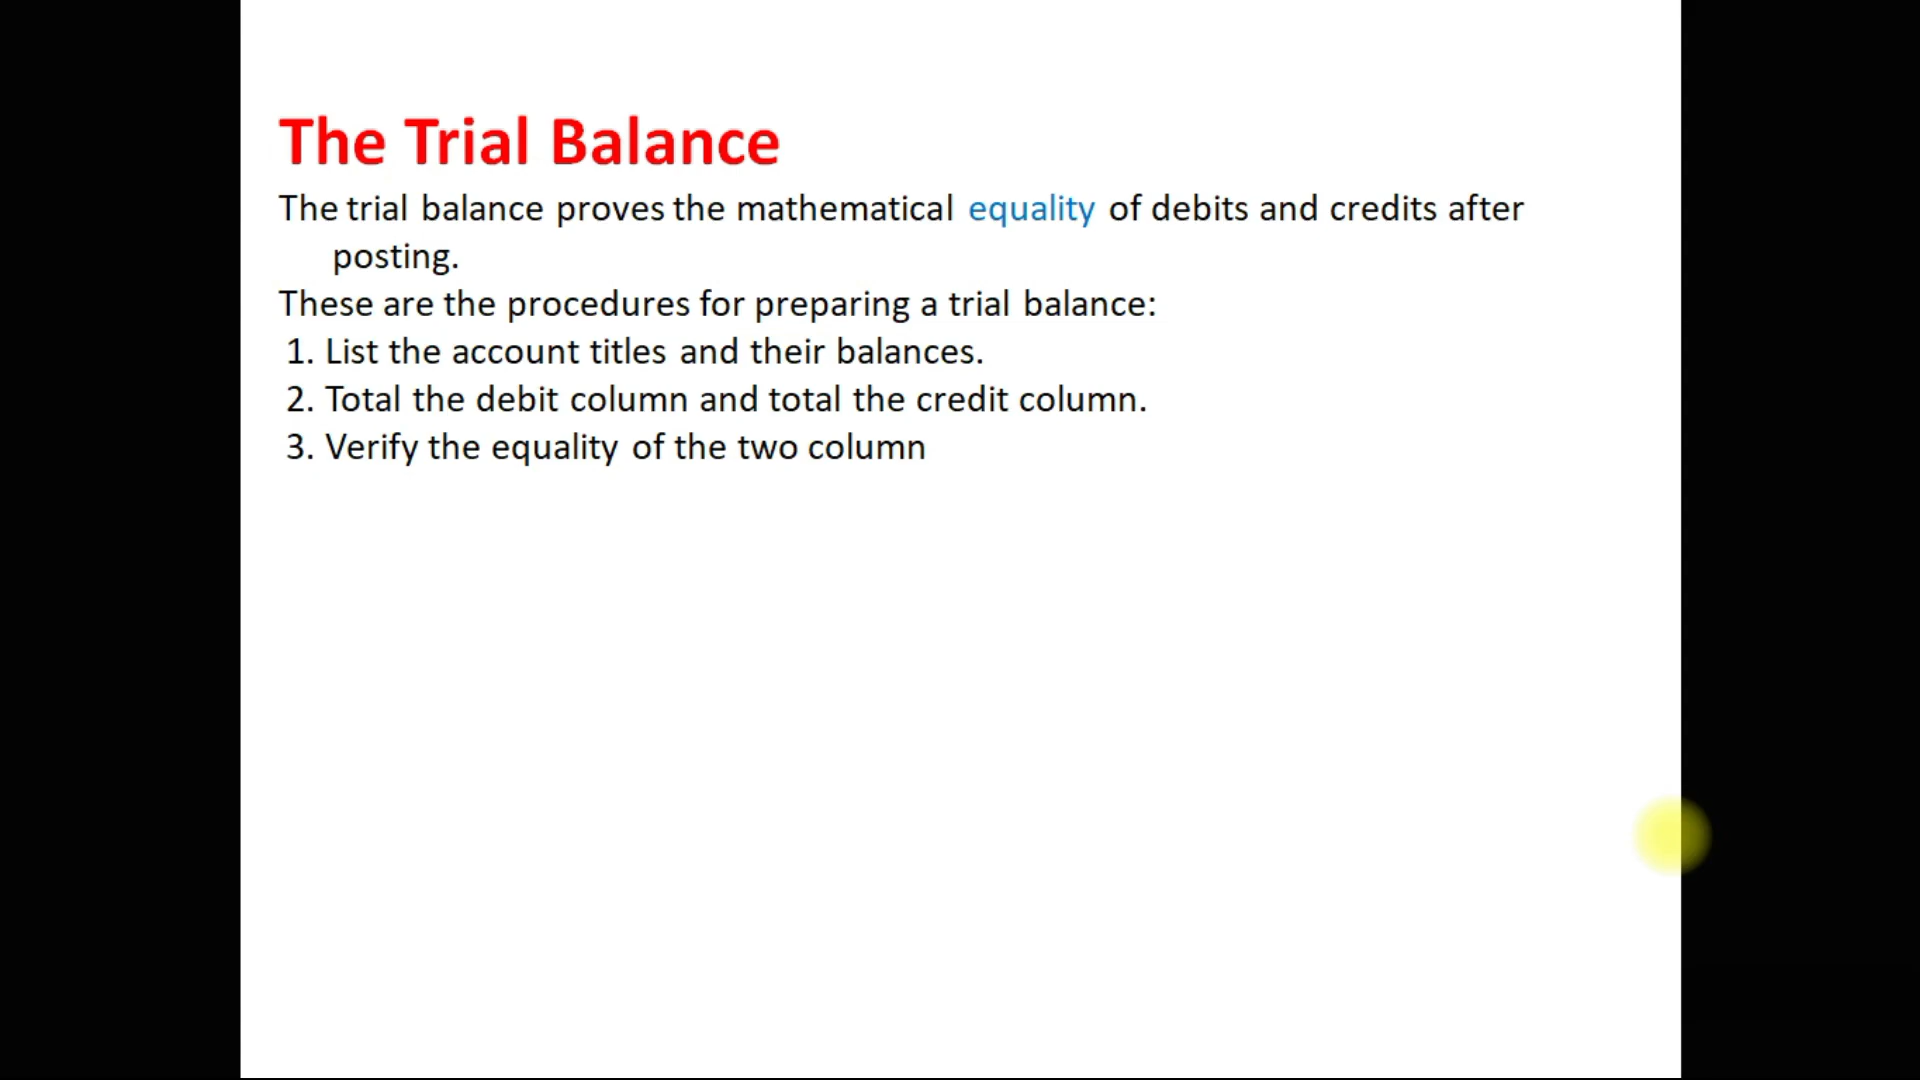 The Trial Balance
The trial balance proves the mathematical equality of debits and credits after
posting.
These are the procedures for preparing a trial balance:
1. List the account titles and their balances.
2. Total the debit column and total the credit column.
3. Verify the equality of the two column